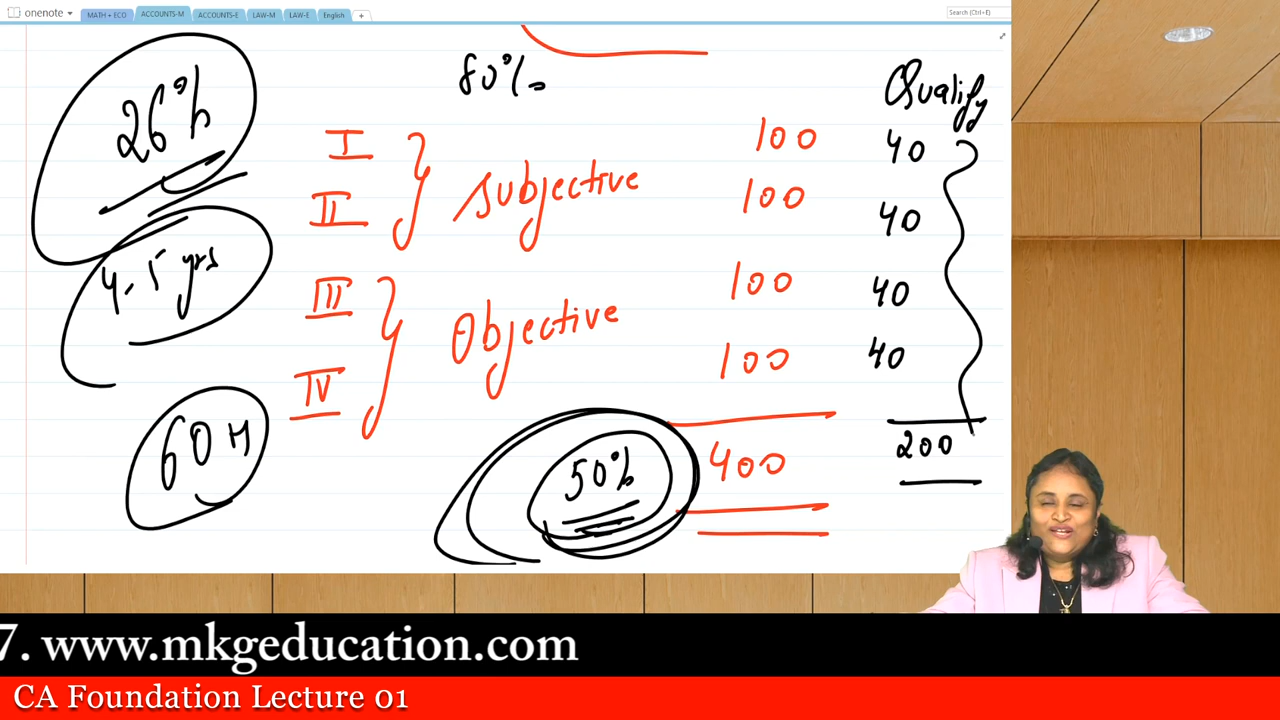 onenote
MATH + ECO ACCOUNTS-M ACCOUNTS-E LAW-M LAW-E English +
Search (Ctrl+E)
80%
Qualify
26%
I 100 40
II Subjective 100 40
4.5 yrs
III 100 40
Objective
IV 100 40
60 M
50% 400 200
7. www.mkgeducation.com
CA Foundation Lecture 01